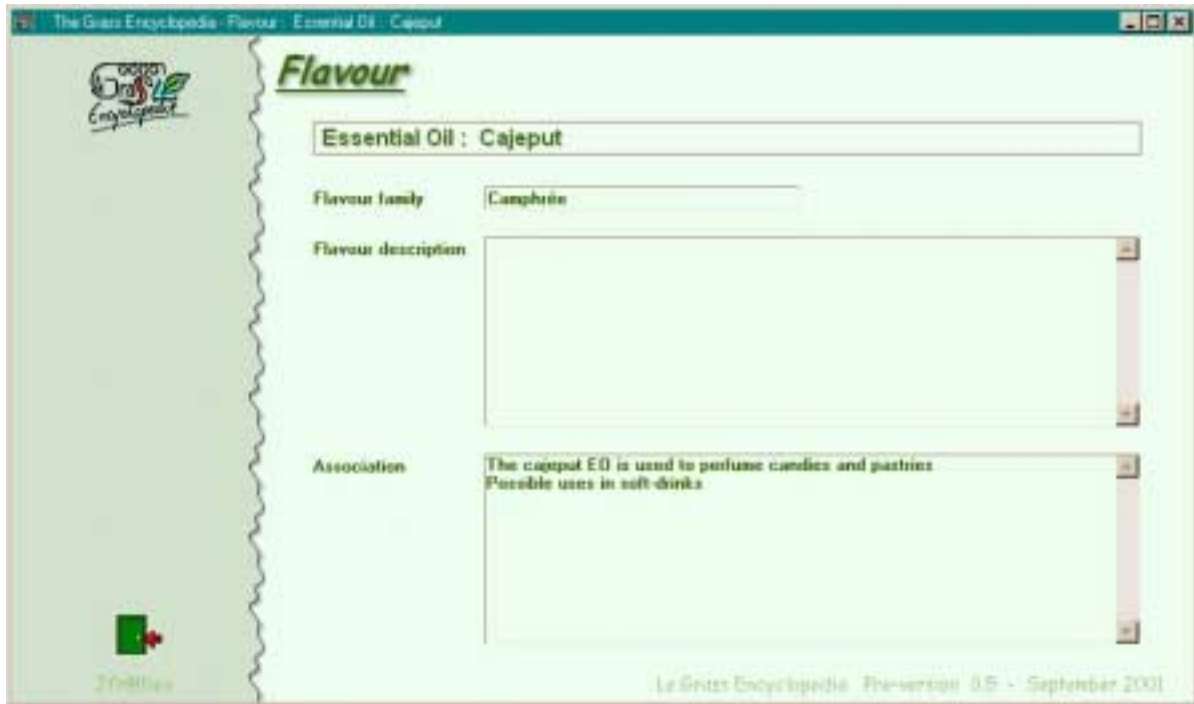 The Grass Encyclopedia - Flavour : Essential Oil : Cajeput
Grass
Encyclopedia
Flavour
Essential Oil : Cajeput
Flavour family
Camphrée
Flavour description
Association
The cajeput EO is used to perfume candies and pastries
Possible uses in soft-drinks
Le Grass Encyclopedia Pre-version 0.5 - September 2001